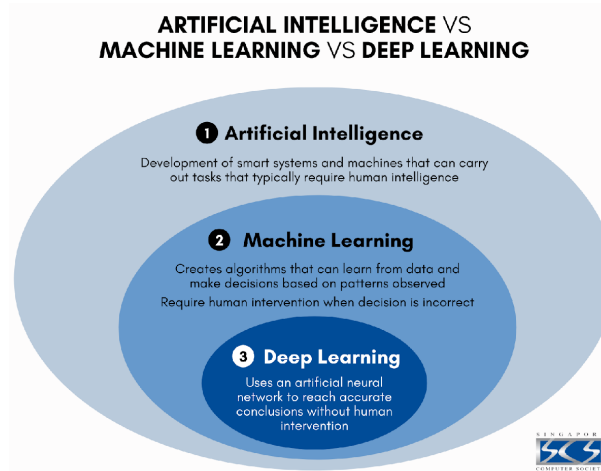 ARTIFICIAL INTELLIGENCE VS
MACHINE LEARNING VS DEEP LEARNING
1 Artificial Intelligence
Development of smart systems and machines that can carry
out tasks that typically require human intelligence
2 Machine Learning
Creates algorithms that can learn from data and
make decisions based on patterns observed
Require human intervention when decision is incorrect
3 Deep Learning
Uses an artificial neural
network to reach accurate
conclusions without human
intervention
SINGAPOR
SCS
COMPUTER SOCIET